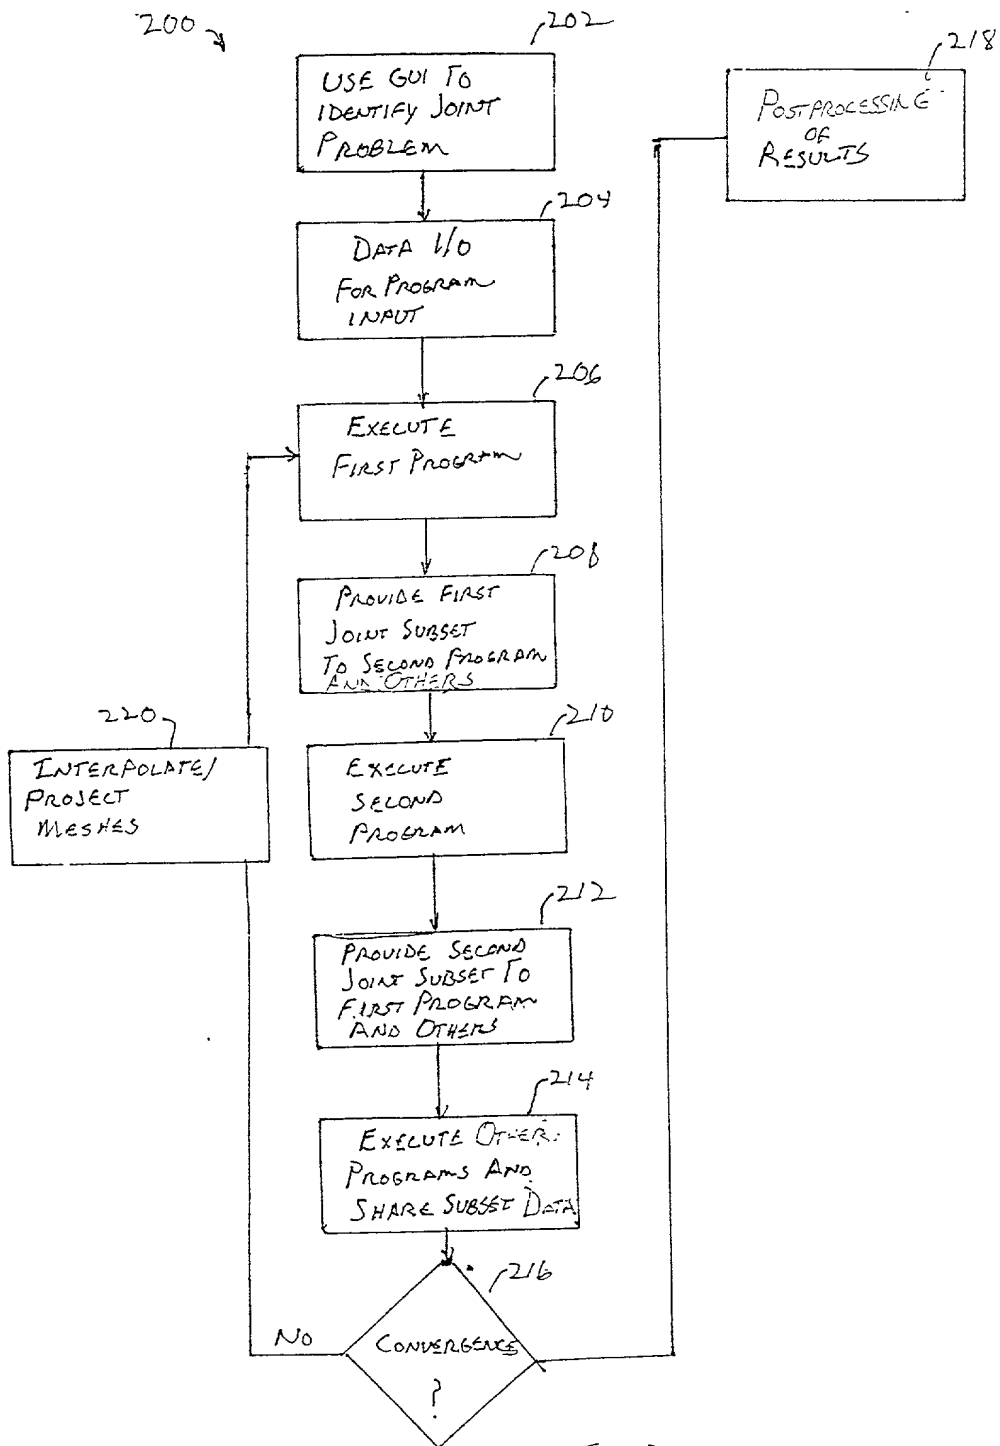 200
202
USE GUI TO
IDENTIFY JOINT
PROBLEM
218
POSTPROCESSING
OF
RESULTS
204
DATA I/O
FOR PROGRAM
INPUT
206
EXECUTE
FIRST PROGRAM
208
PROVIDE FIRST
JOINT SUBSET
TO SECOND PROGRAM
AND OTHERS
220
INTERPOLATE/
PROJECT
MESHES
210
EXECUTE
SECOND
PROGRAM
212
PROVIDE SECOND
JOINT SUBSET TO
FIRST PROGRAM
AND OTHERS
214
EXECUTE OTHER
PROGRAMS AND
SHARE SUBSET DATA
216
NO
CONVERGENCE
?